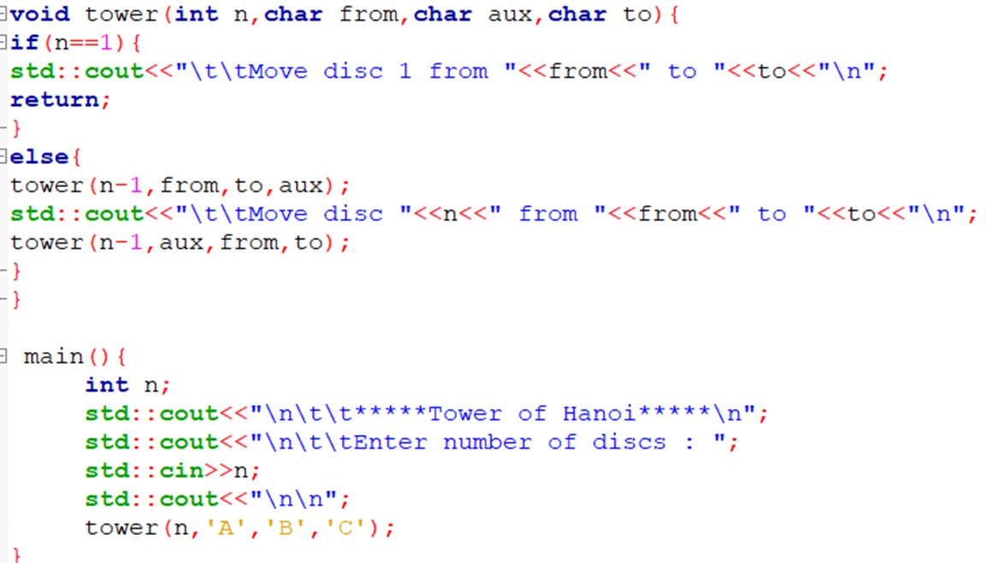 void tower(int n,char from,char aux,char to){
if(n==1){
std::cout<<"\t\tMove disc 1 from "<<from<<" to "<<to<<"\n";
return;
}
else{
tower(n-1,from,to,aux);
std::cout<<"\t\tMove disc "<<n<<" from "<<from<<" to "<<to<<"\n";
tower(n-1,aux,from,to);
}
}
main(){
int n;
std::cout<<"\n\t\t*****Tower of Hanoi*****\n";
std::cout<<"\n\t\tEnter number of discs : ";
std::cin>>n;
std::cout<<"\n\n";
tower(n,'A','B','C');
}